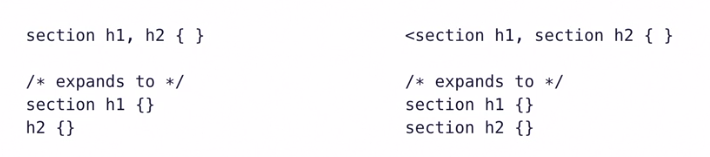 section h1, h2 { }
/* expands to */
section h1 {}
h2 {}
<section h1, section h2 { }
/* expands to */
section h1 {}
section h2 {}